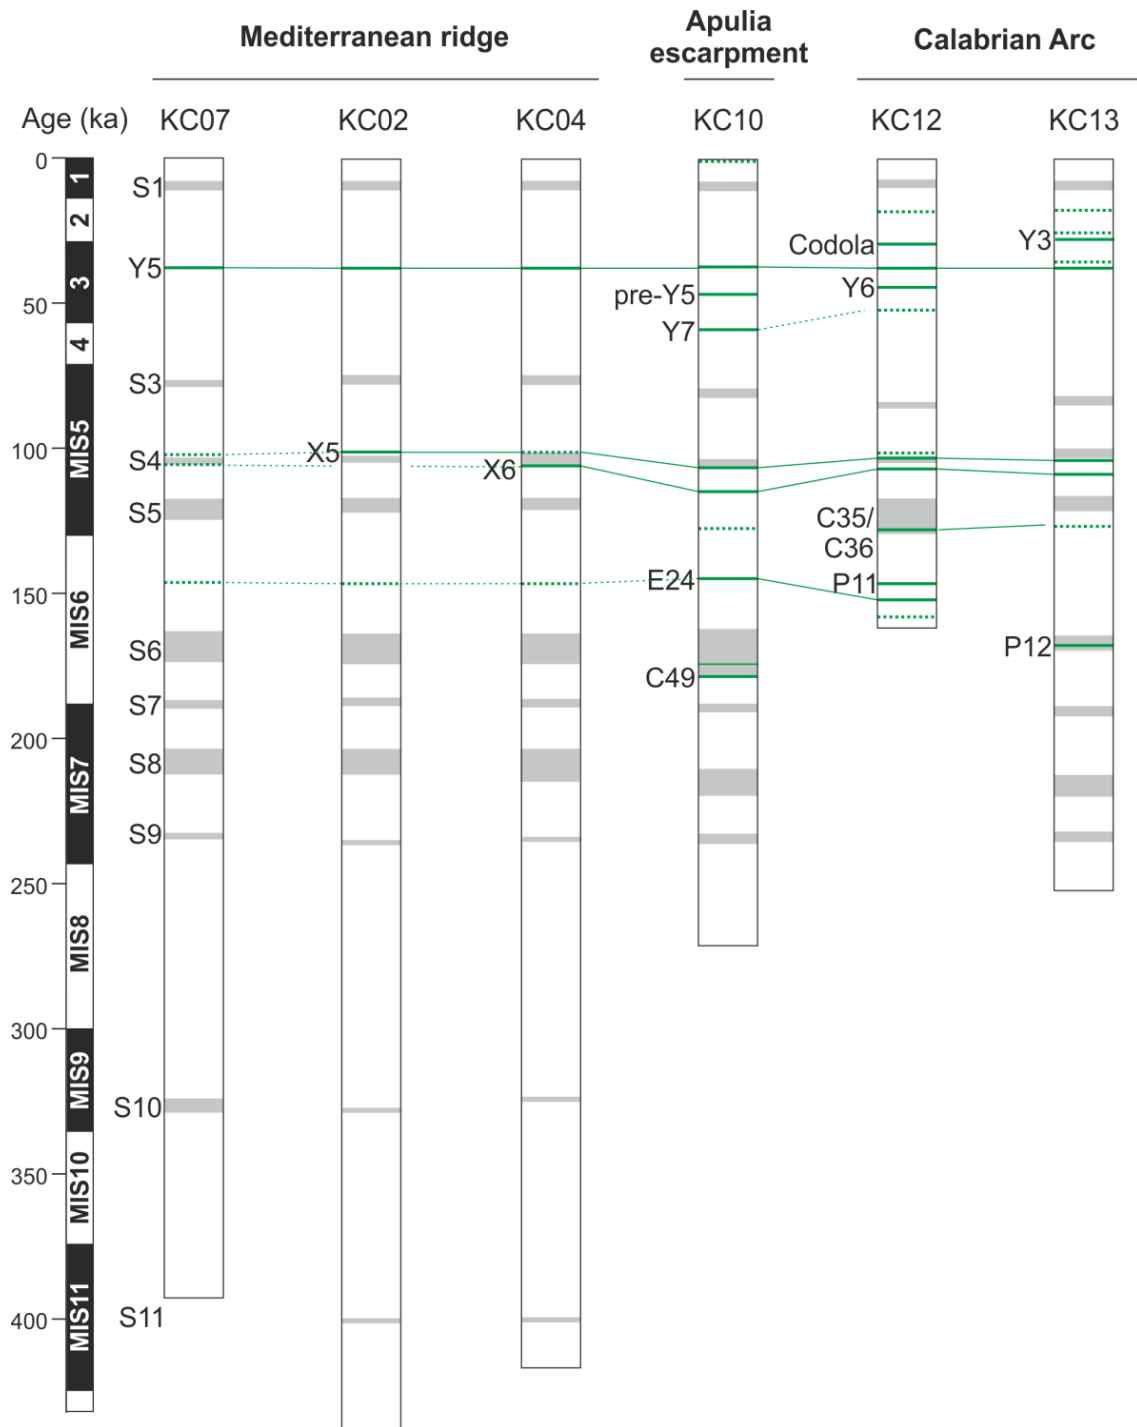 Mediterranean ridge
Apulia
escarpment
Calabrian Arc
Age (ka)
KC07
KC02
KC04
KC10
KC12
KC13
0
1
S1
2
Codola
Y3
Y5
3
pre-Y5
Y6
50
Y7
4
S3
MIS5
100
X5
S4
X6
S5
C35/
C36
150
E24
P11
MIS6
S6
P12
C49
S7
200
S8
MIS7
S9
250
MIS8
300
MIS9
S10
350
MIS10
MIS11
400
S11